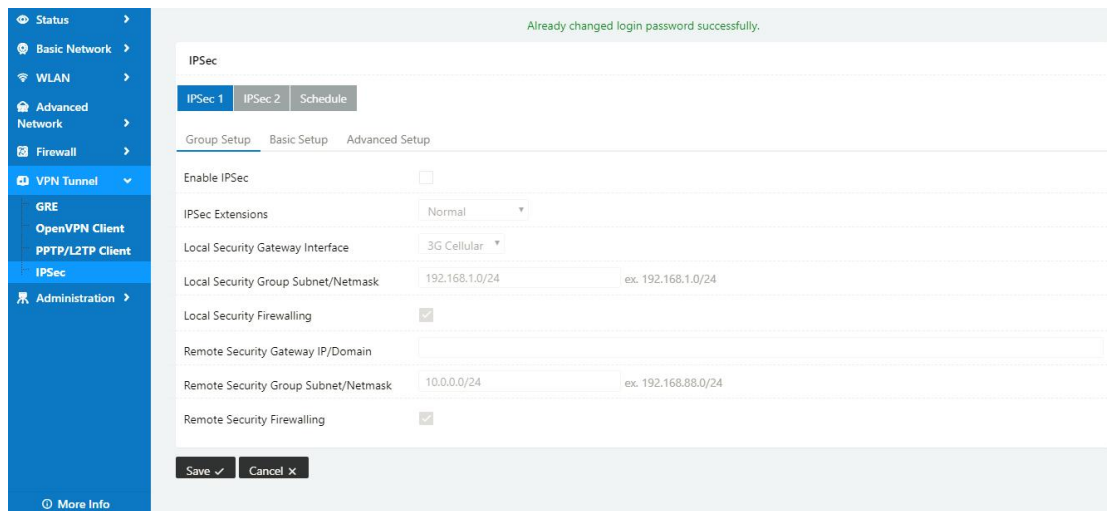 Status
Basic Network
WLAN
Advanced
Network
Firewall
VPN Tunnel
GRE
OpenVPN Client
PPTP/L2TP Client
IPSec
Administration
More Info
Already changed login password successfully.
IPSec
IPSec 1 IPSec 2 Schedule
Group Setup Basic Setup Advanced Setup
Enable IPSec
IPSec Extensions Normal
Local Security Gateway Interface 3G Cellular
Local Security Group Subnet/Netmask 192.168.1.0/24 ex. 192.168.1.0/24
Local Security Firewalling
Remote Security Gateway IP/Domain
Remote Security Group Subnet/Netmask 10.0.0.0/24 ex. 192.168.88.0/24
Remote Security Firewalling
Save Cancel